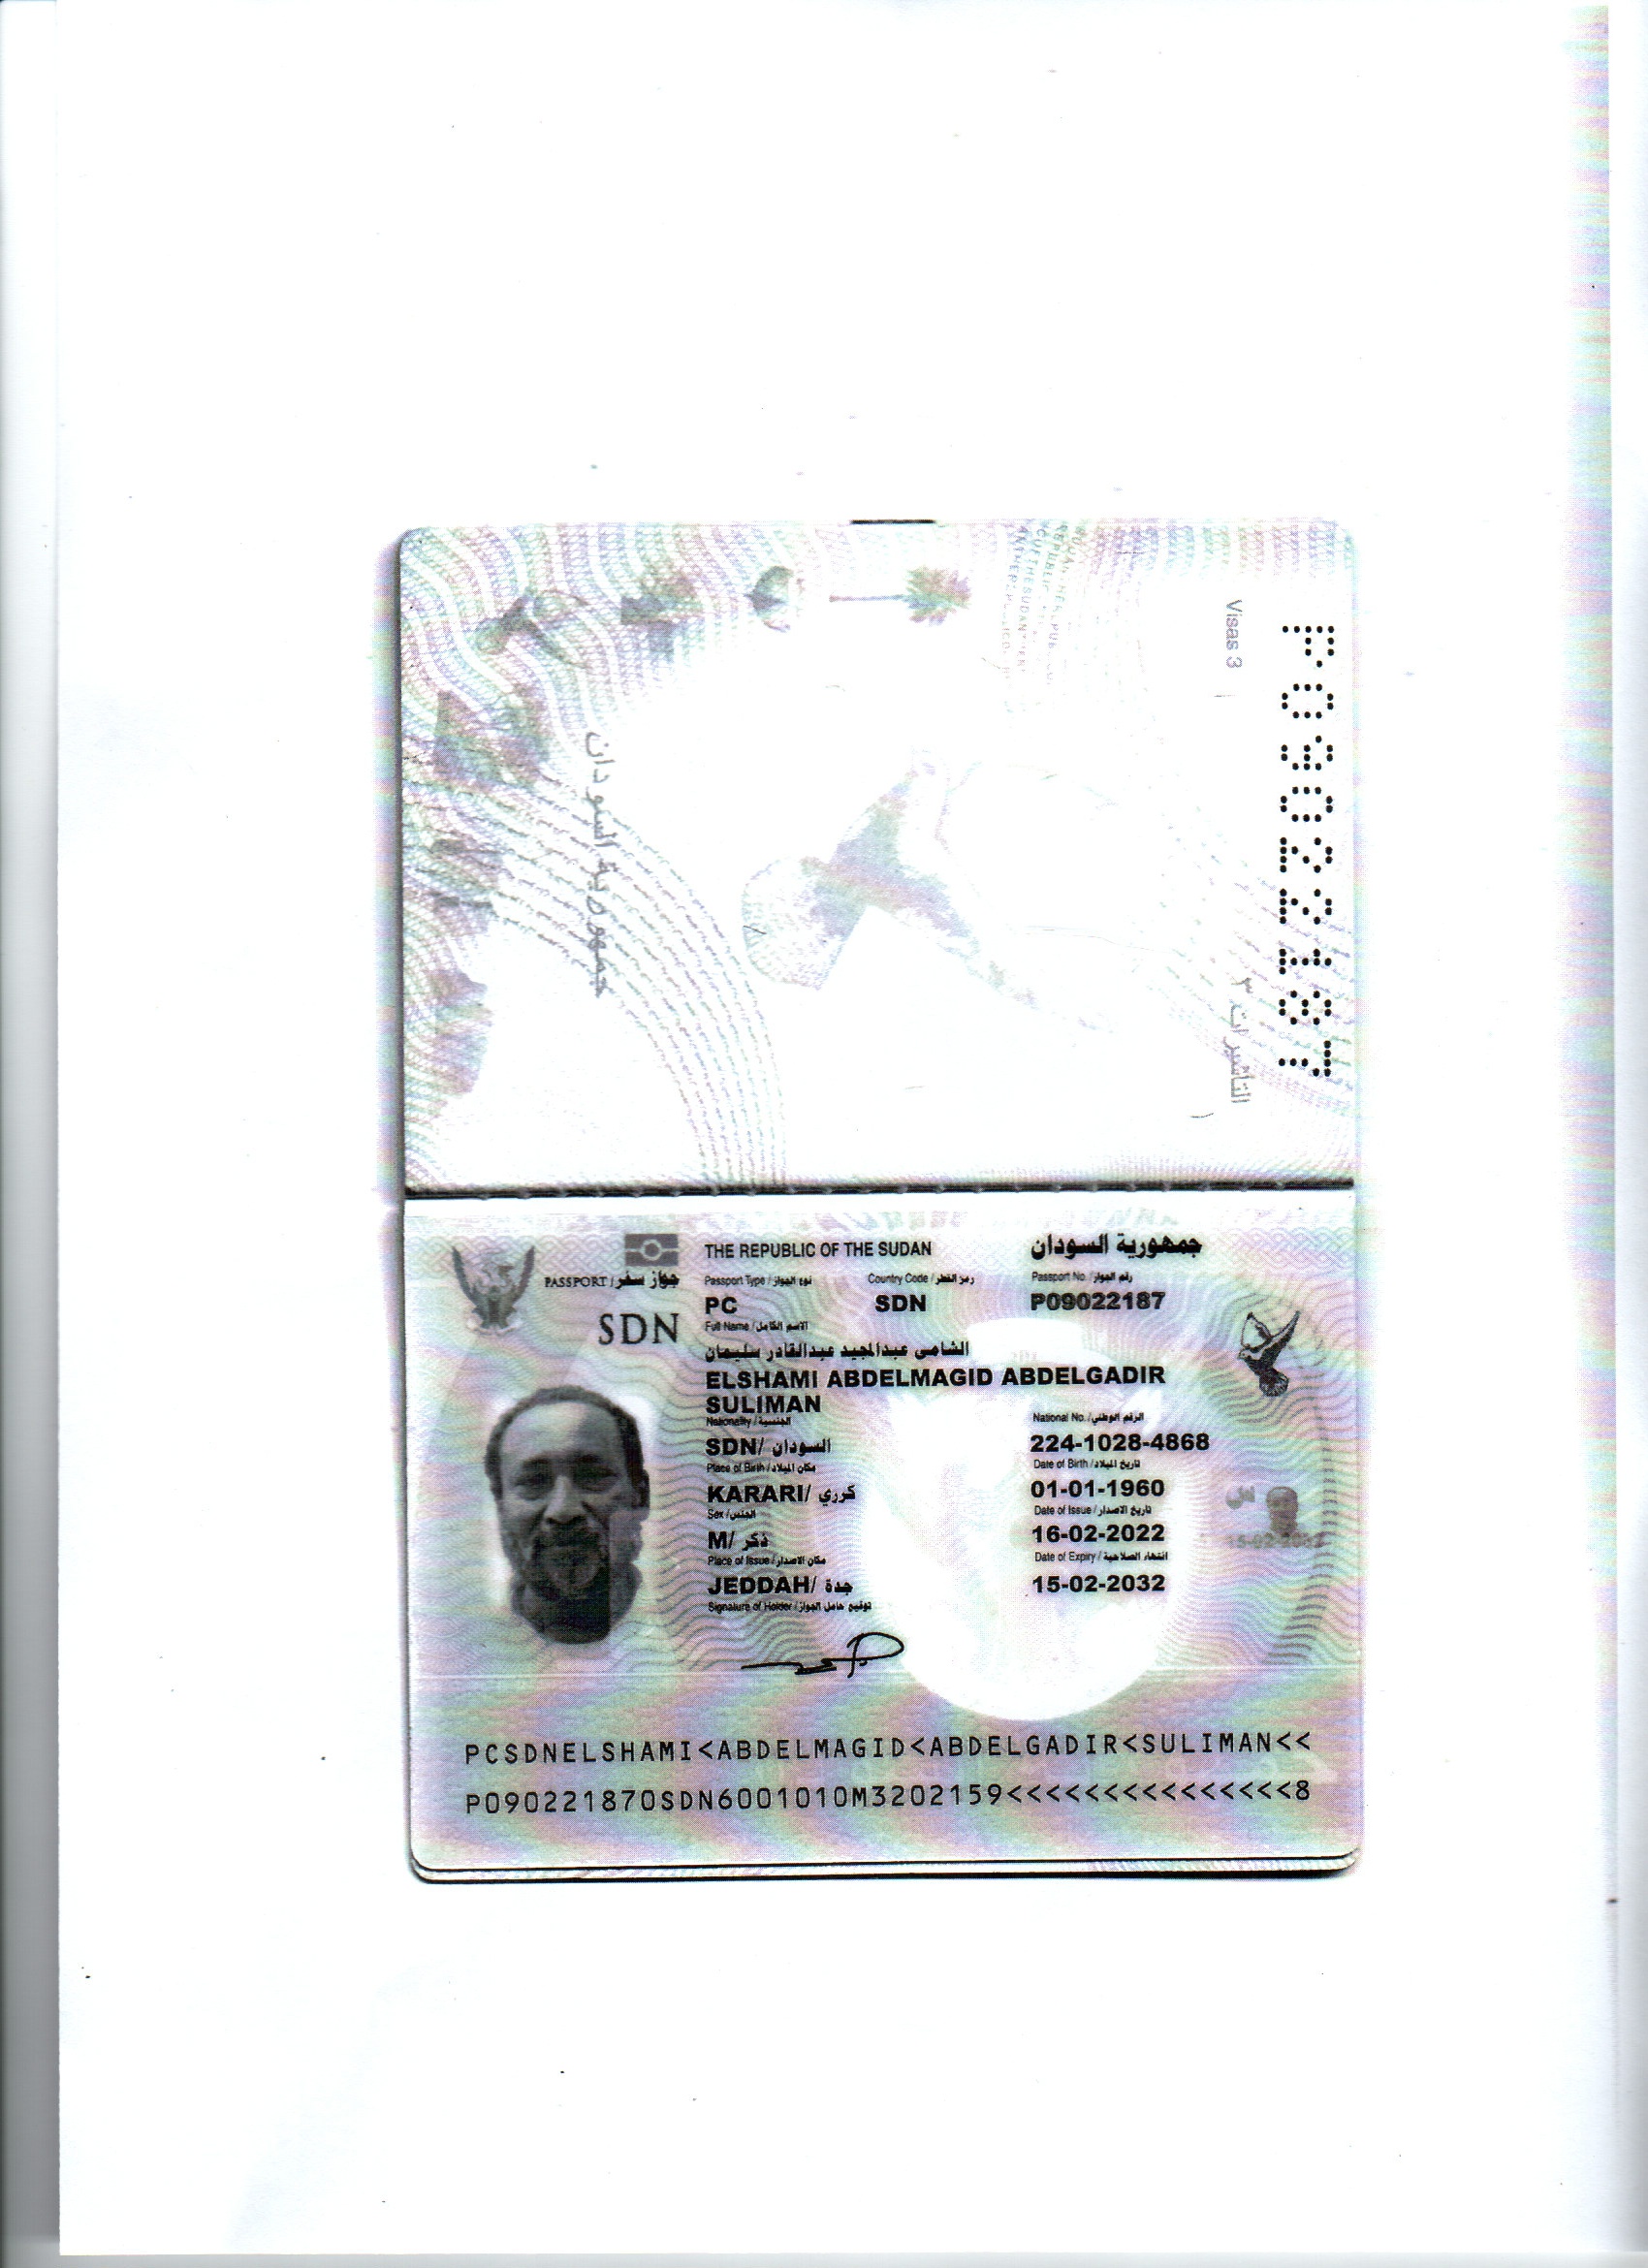 Visas 3
التأشيرات ٣
P09022187
جمهورية السودان
THE REPUBLIC OF THE SUDAN
جمهورية السودان
PASSPORT / جواز سفر
Passport Type / نوع الجواز
Country Code / رمز القطر
Passport No. / رقم الجواز
PC
SDN
P09022187
SDN
Full Name / الاسم الكامل
الشامى عبدالمجيد عبدالقادر سليمان
ELSHAMI ABDELMAGID ABDELGADIR
SULIMAN
Nationality / الجنسية
National No. / الرقم الوطني
SDN/ السودان
224-1028-4868
Place of Birth / مكان الميلاد
Date of Birth / تاريخ الميلاد
KARARI/ كرري
01-01-1960
Sex / الجنس
Date of Issue / تاريخ الاصدار
M/ ذكر
16-02-2022
Place of Issue / مكان الاصدار
Date of Expiry / انتهاء الصلاحية
JEDDAH/ جدة
15-02-2032
Signature of Holder / توقيع حامل الجواز
PCSDNELSHAMI<ABDELMAGID<ABDELGADIR<SULIMAN<<
P090221870SDN6001010M3202159<<<<<<<<<<<<<<<8